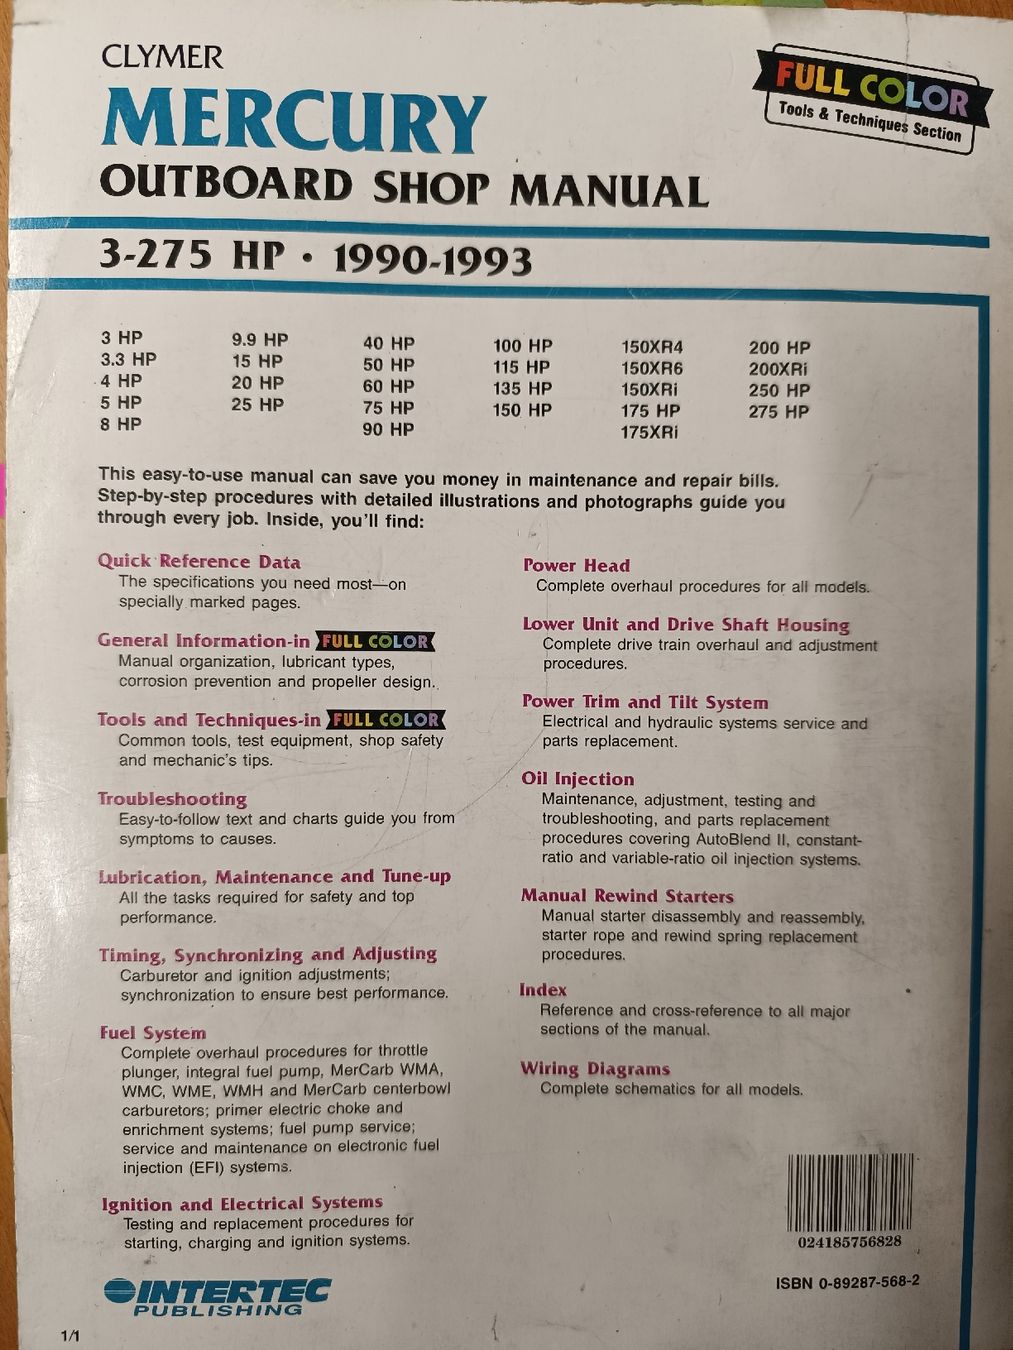 CLYMER
MERCURY
OUTBOARD SHOP MANUAL
FULL COLOR
Tools & Techniques Section
3-275 HP • 1990-1993
3 HP
3.3 HP
4 HP
5 HP
8 HP
9.9 HP
15 HP
20 HP
25 HP
40 HP
50 HP
60 HP
75 HP
90 HP
100 HP
115 HP
135 HP
150 HP
150XR4
150XR6
150XRi
175 HP
175XRi
200 HP
200XRi
250 HP
275 HP
This easy-to-use manual can save you money in maintenance and repair bills.
Step-by-step procedures with detailed illustrations and photographs guide you
through every job. Inside, you'll find:
Quick Reference Data
The specifications you need most—on
specially marked pages.
General Information-in FULL COLOR
Manual organization, lubricant types,
corrosion prevention and propeller design.
Tools and Techniques-in FULL COLOR
Common tools, test equipment, shop safety
and mechanic's tips.
Troubleshooting
Easy-to-follow text and charts guide you from
symptoms to causes.
Lubrication, Maintenance and Tune-up
All the tasks required for safety and top
performance.
Timing, Synchronizing and Adjusting
Carburetor and ignition adjustments;
synchronization to ensure best performance.
Fuel System
Complete overhaul procedures for throttle
plunger, integral fuel pump, MerCarb WMA,
WMC, WME, WMH and MerCarb centerbowl
carburetors; primer electric choke and
enrichment systems; fuel pump service;
service and maintenance on electronic fuel
injection (EFI) systems.
Ignition and Electrical Systems
Testing and replacement procedures for
starting, charging and ignition systems.
Power Head
Complete overhaul procedures for all models.
Lower Unit and Drive Shaft Housing
Complete drive train overhaul and adjustment
procedures.
Power Trim and Tilt System
Electrical and hydraulic systems service and
parts replacement.
Oil Injection
Maintenance, adjustment, testing and
troubleshooting, and parts replacement
procedures covering AutoBlend II, constant-
ratio and variable-ratio oil injection systems.
Manual Rewind Starters
Manual starter disassembly and reassembly,
starter rope and rewind spring replacement
procedures.
Index
Reference and cross-reference to all major
sections of the manual.
Wiring Diagrams
Complete schematics for all models.
024185756828
ISBN 0-89287-568-2
INTERTEC
PUBLISHING
1/1